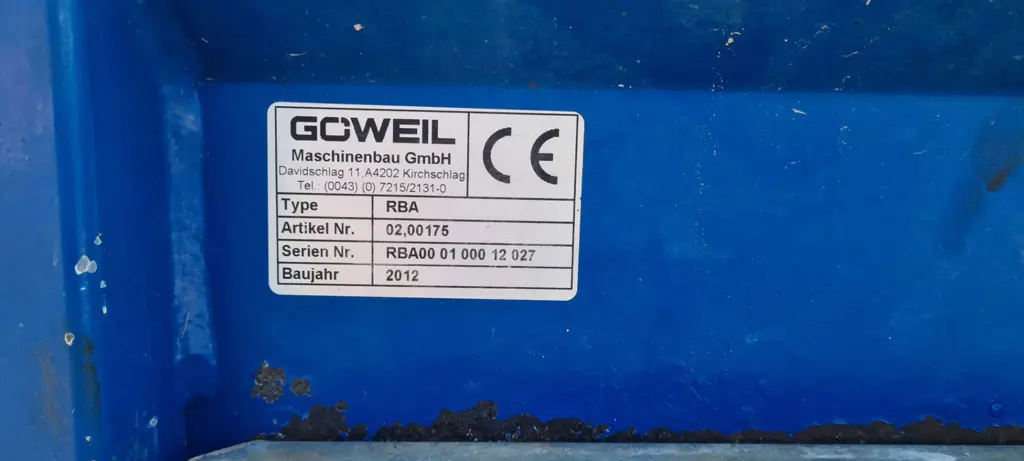 GÖWEIL
Maschinenbau GmbH
Davidschlag 11,A4202 Kirchschlag
Tel.: (0043) (0) 7215/2131-0
CE
Type RBA
Artikel Nr. 02,00175
Serien Nr. RBA00 01 000 12 027
Baujahr 2012